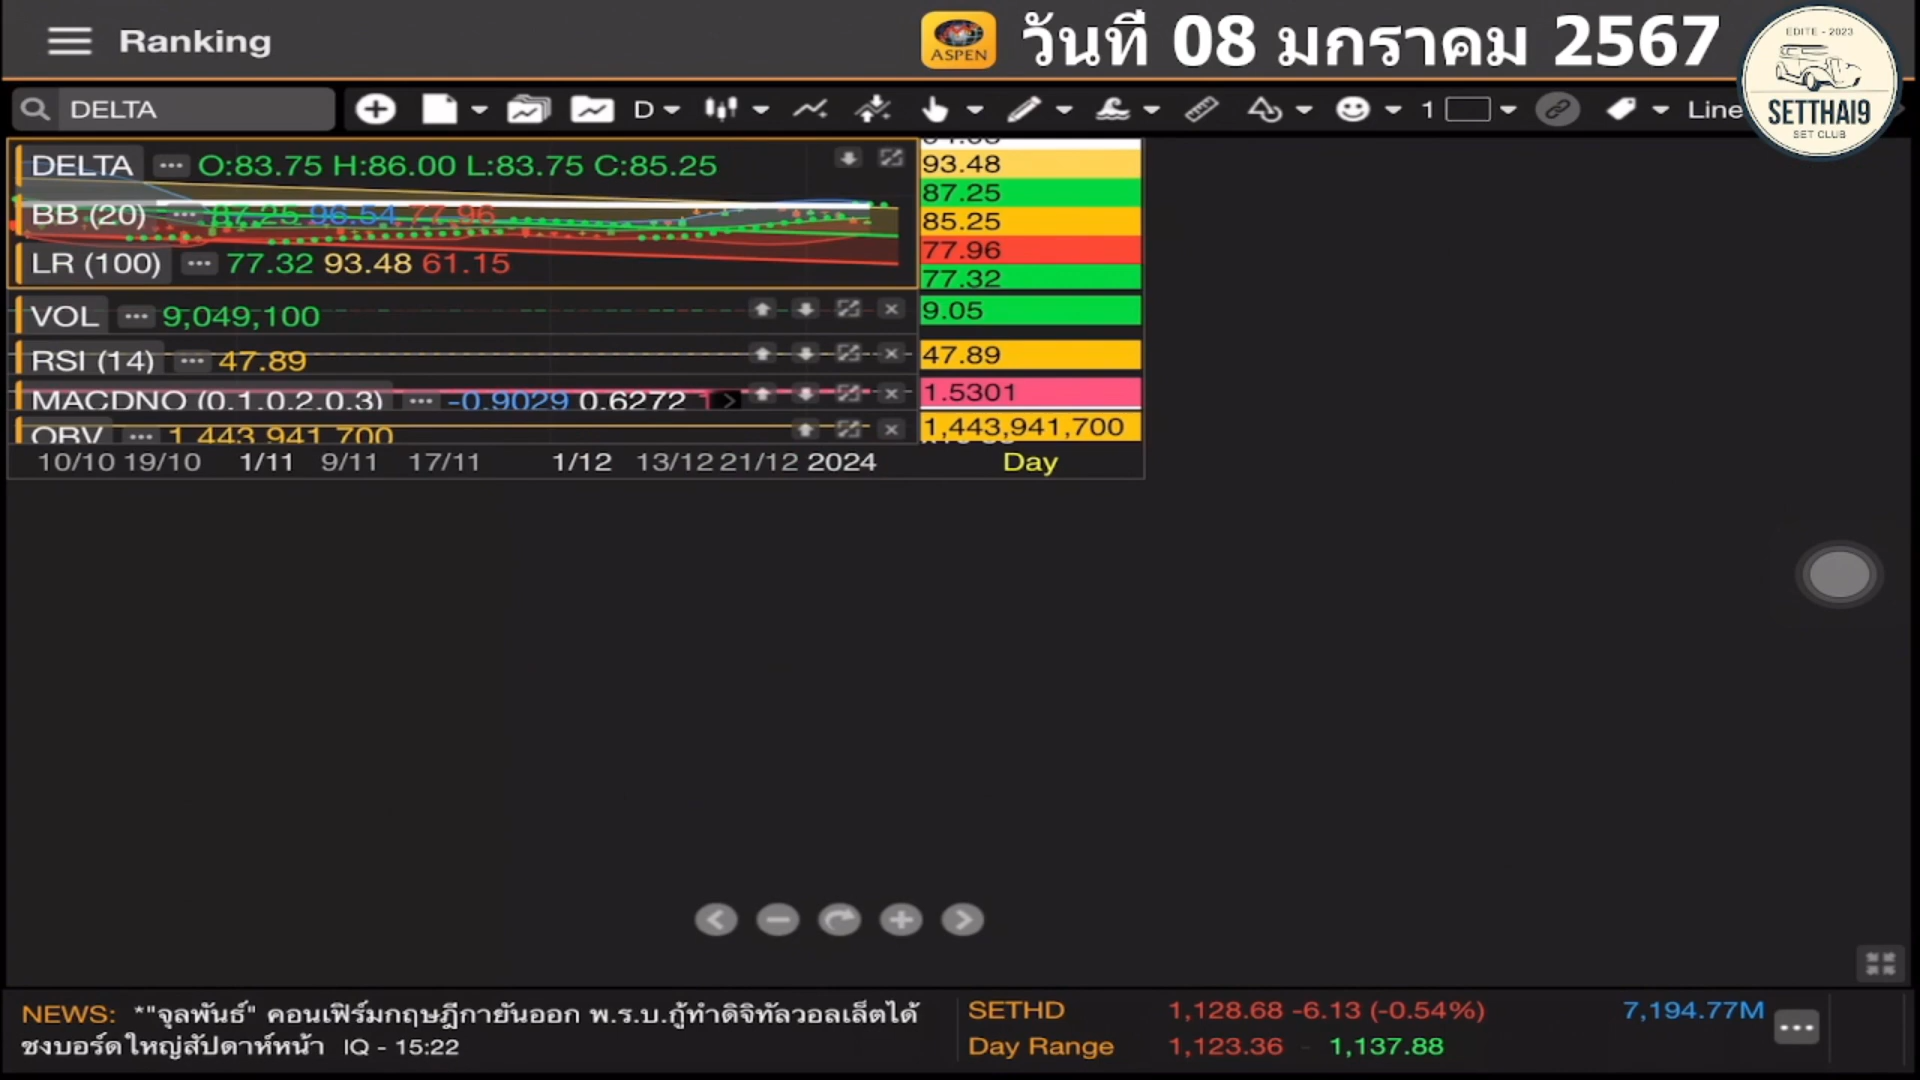 Ranking
ASPEN
วันที่ 08 มกราคม 2567
EDITE - 2023
SETTHAI9
SET CLUB
DELTA
D
1
Line
DELTA ... O:83.75 H:86.00 L:83.75 C:85.25
BB (20) ... 87.25 96.54 77.96
LR (100) ... 77.32 93.48 61.15
93.48
87.25
85.25
77.96
77.32
VOL ... 9,049,100
9.05
RSI (14) ... 47.89
47.89
MACDNO (0.1,0.2,0.3) ... -0.9029 0.6272
1.5301
OBV ... 1,443,941,700
1,443,941,700
10/10 19/10 1/11 9/11 17/11 1/12 13/12 21/12 2024 Day
NEWS: *"จุลพันธ์" คอนเฟิร์มกฤษฎีกายันออก พ.ร.บ.กู้ทำดิจิทัลวอลเล็ตได้
ชงบอร์ดใหญ่สัปดาห์หน้า IQ - 15:22
SETHD 1,128.68 -6.13 (-0.54%) 7,194.77M
Day Range 1,123.36 - 1,137.88